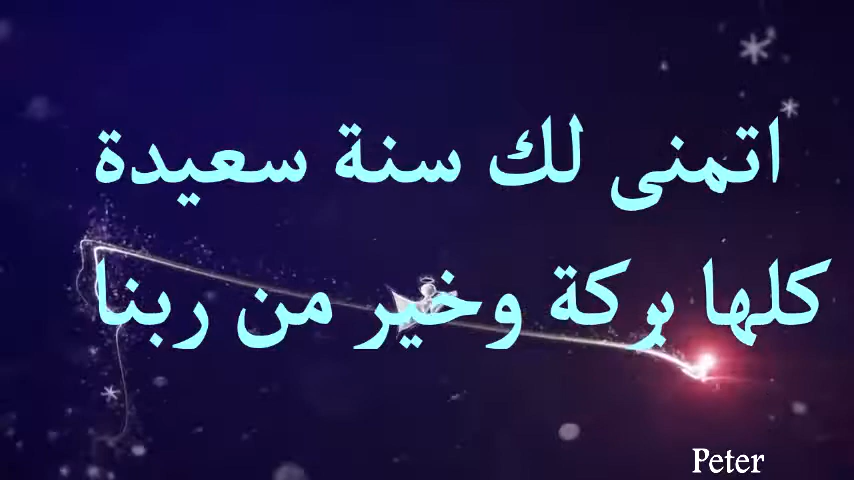 اتمنى لك سنة سعيدة
كلها بركة وخير من ربنا
Peter